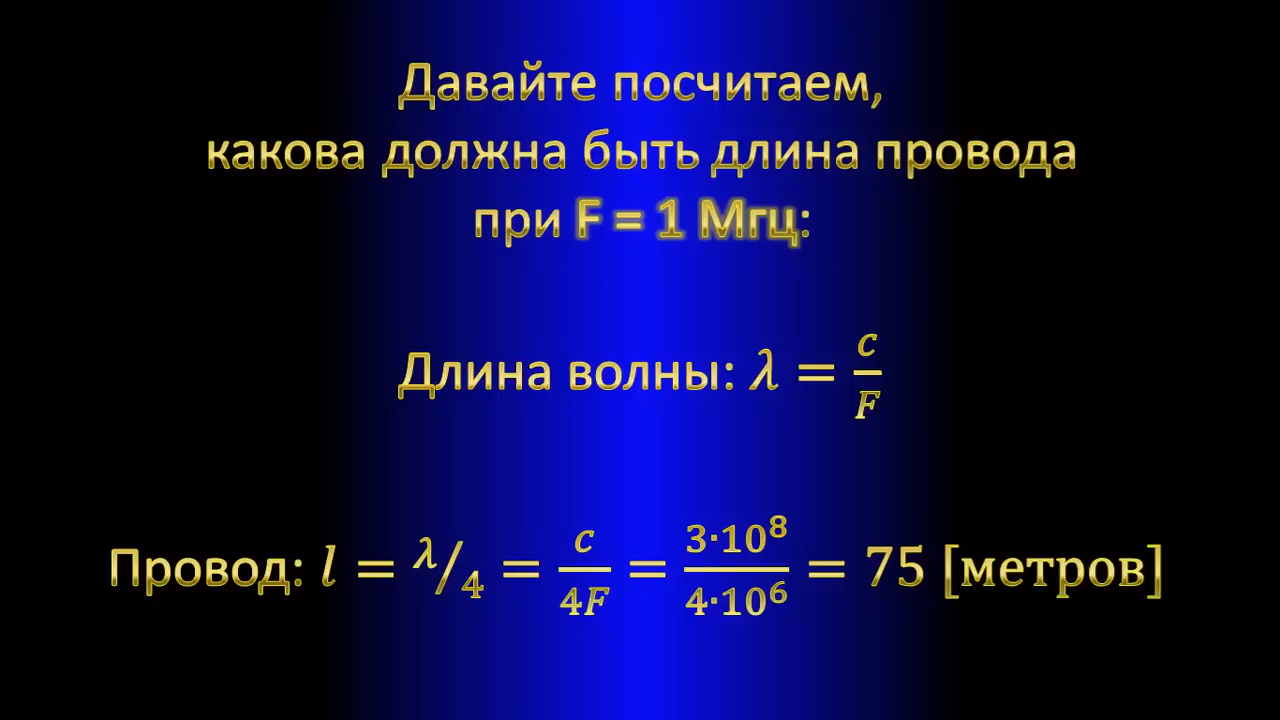 Давайте посчитаем,
какова должна быть длина провода
при F = 1 Мгц:
Длина волны: λ = c/F
Провод: l = λ/4 = c/4F = 3·10⁸/4·10⁶ = 75 [метров]